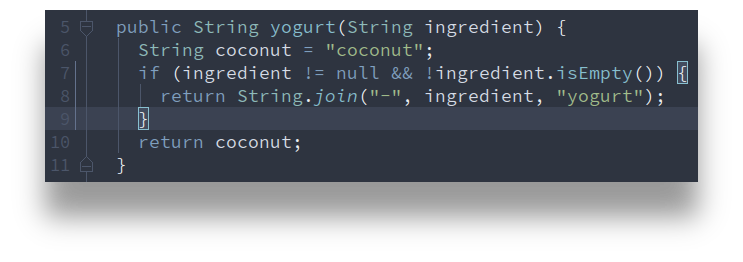 5 public String yogurt(String ingredient) {
6 String coconut = "coconut";
7 if (ingredient != null && !ingredient.isEmpty()) {
8 return String.join("-", ingredient, "yogurt");
9 }
10 return coconut;
11 }